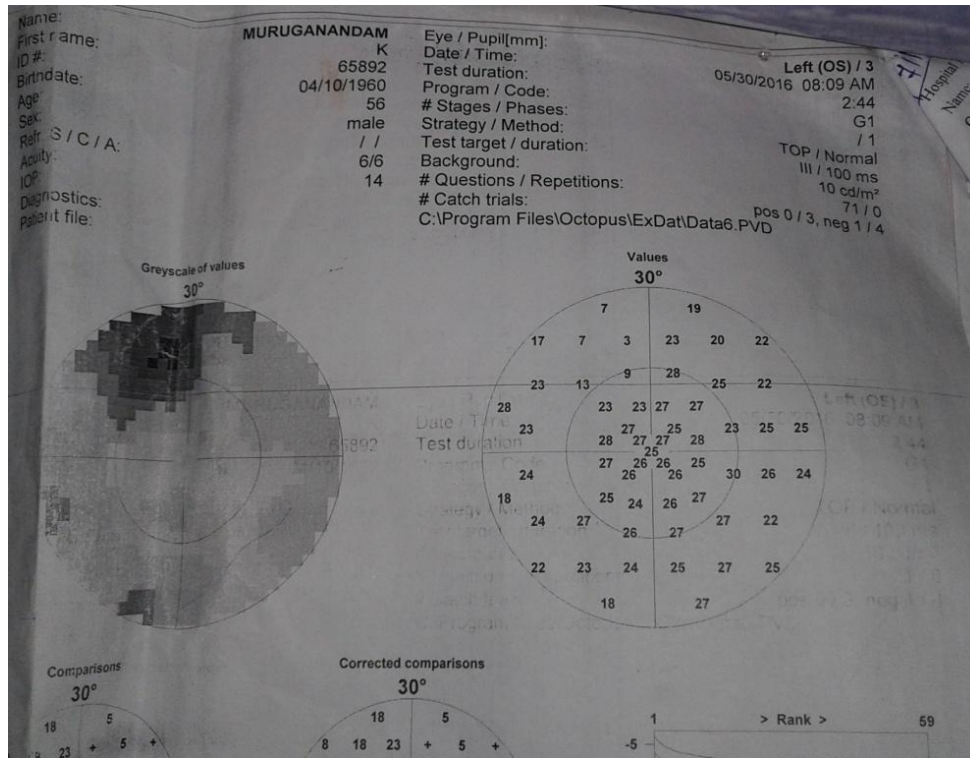 Name: MURUGANANDAM
First name: K
ID #: 65892
Birthdate: 04/10/1960
Age: 56
Sex: male
Refr. S / C / A: / /
Acuity: 6/6
IOP: 14
Diagnostics:
Patient file: C:\Program Files\Octopus\ExDat\Data6.PVD
Eye / Pupil[mm]: Left (OS) / 3
Date / Time: 05/30/2016 08:09 AM
Test duration: 2:44
Program / Code: G1
# Stages / Phases: / 1
Strategy / Method: TOP / Normal
Test target / duration: III / 100 ms
Background: 10 cd/m²
# Questions / Repetitions: 71 / 0
# Catch trials: pos 0 / 3, neg 1 / 4
Hospital
Name
Greyscale of values
30°
Values
30°
7 19
17 7 3 23 20 22
9 28
23 13 25 22
28 23 23 27 27
23 27 25 23 25 25
28 27 27 28
25
27 26 26 25
24 26 26 30 26 24
18 25 24 26 27
24 27 27 22
26 27
22 23 24 25 27 25
18 27
Comparisons
30°
18 5
23 + 5 +
Corrected comparisons
30°
18 5
8 18 23 + 5 +
1 > Rank > 59
-5